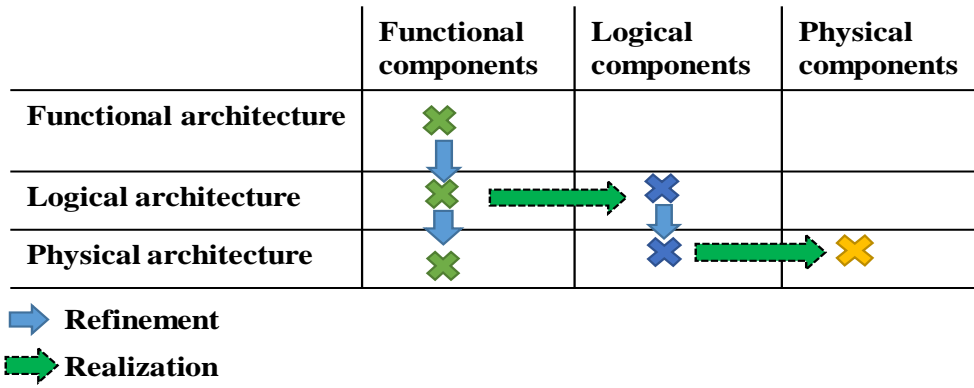 Functional components
Logical components
Physical components
Functional architecture
Logical architecture
Physical architecture
Refinement
Realization